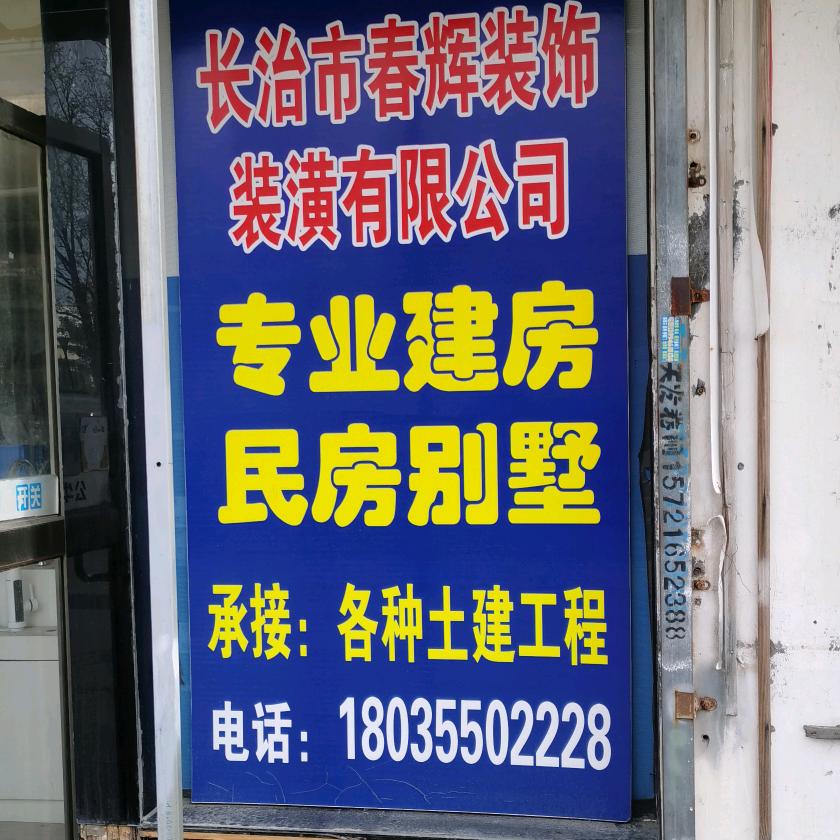 长治市春辉装饰
装潢有限公司
专业建房
民房别墅
承接：各种土建工程
电话：18035502228
开关
15721652388